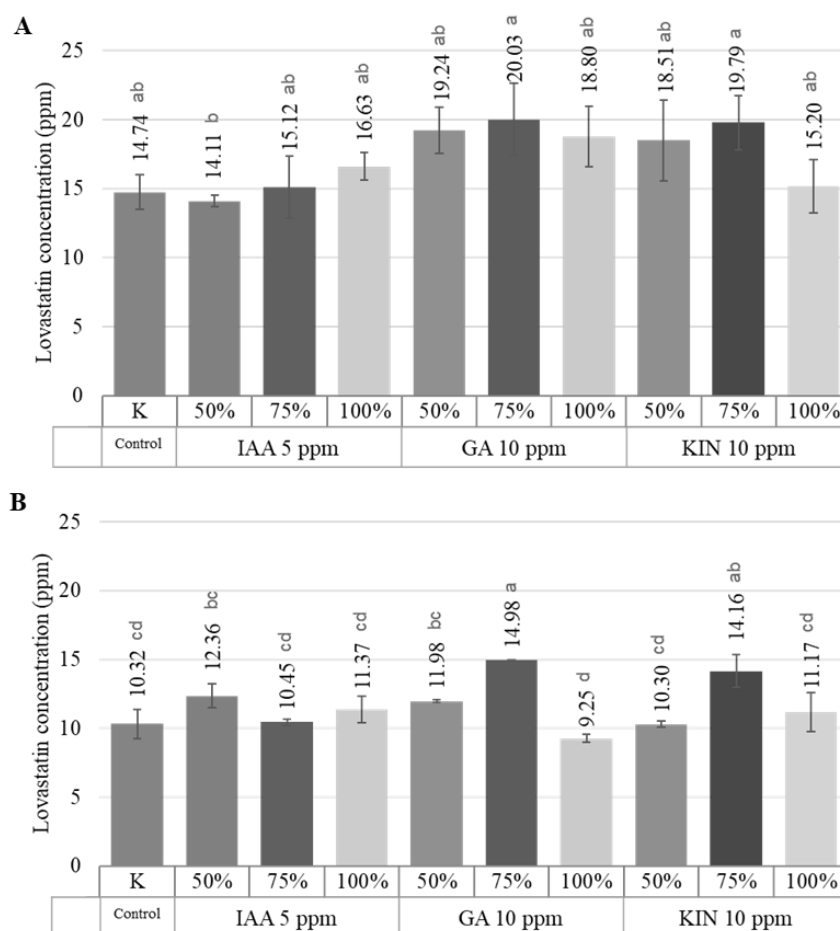 A
Lovastatin concentration (ppm)
25
20
15
10
5
0
14.74 ab
14.11 b
15.12 ab
16.63 ab
19.24 ab
20.03 a
18.80 ab
18.51 ab
19.79 a
15.20 ab
K 50% 75% 100% 50% 75% 100% 50% 75% 100%
Control IAA 5 ppm GA 10 ppm KIN 10 ppm
B
Lovastatin concentration (ppm)
25
20
15
10
5
0
10.32 cd
12.36 bc
10.45 cd
11.37 cd
11.98 bc
14.98 a
9.25 d
10.30 cd
14.16 ab
11.17 cd
K 50% 75% 100% 50% 75% 100% 50% 75% 100%
Control IAA 5 ppm GA 10 ppm KIN 10 ppm